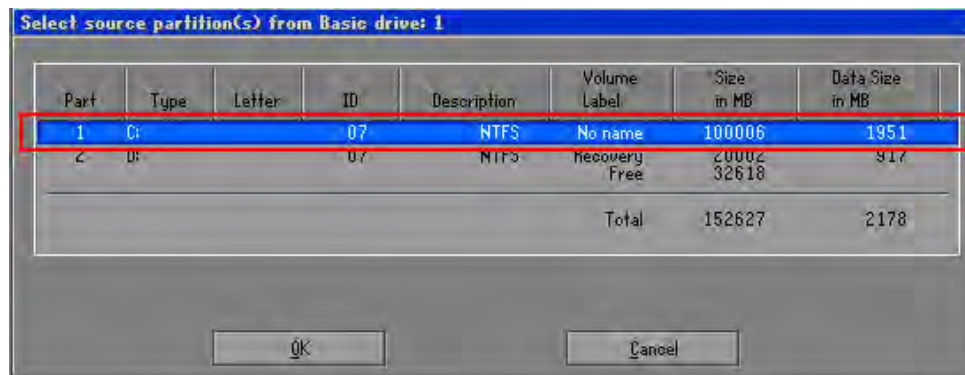 Select source partition(s) from Basic drive: 1
Part Type Letter ID Description Volume Label Size in MB Data Size in MB
1 C: 07 NTFS No name 100006 1951
2 D: 07 NTFS Recovery 20002 917
Free 32618
Total 152627 2178
OK Cancel